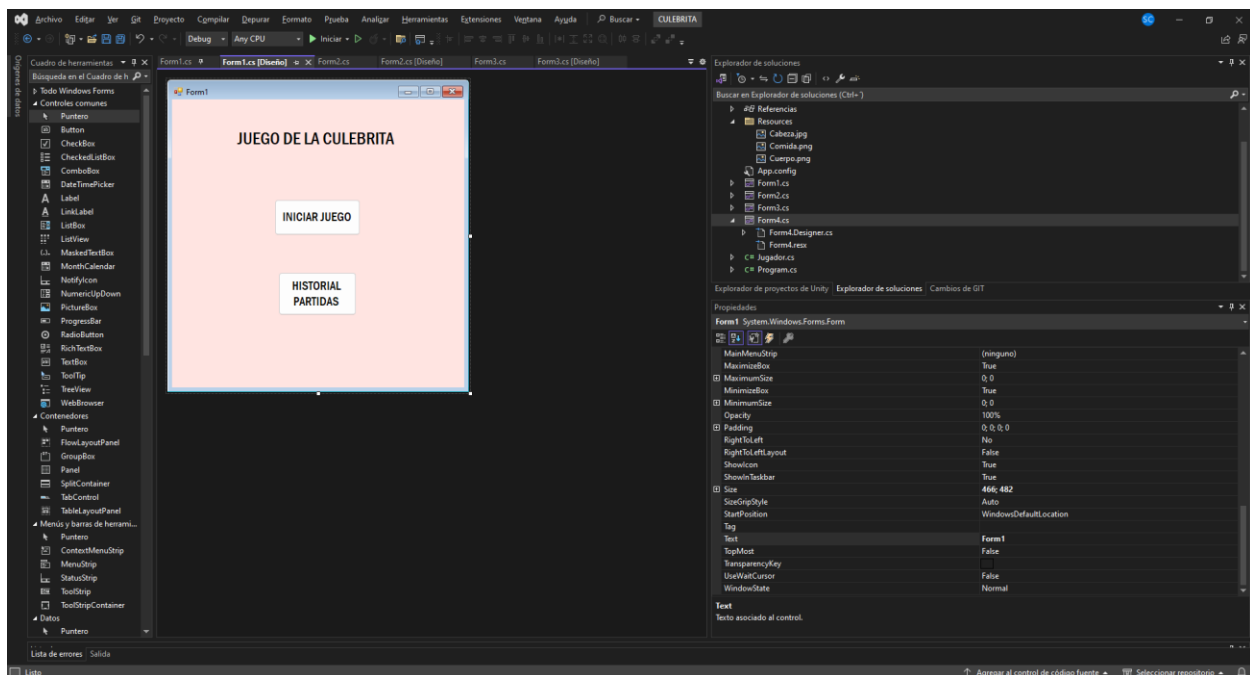 Archivo Editar Ver Git Proyecto Compilar Depurar Formato Prueba Analizar Herramientas Extensiones Ventana Ayuda Buscar CULEBRITA SC
Debug Any CPU Iniciar
Orígenes de datos
Cuadro de herramientas
Búsqueda en el Cuadro de h
Todo Windows Forms
Controles comunes
Puntero
Button
CheckBox
CheckedListBox
ComboBox
DateTimePicker
Label
LinkLabel
ListBox
ListView
MaskedTextBox
MonthCalendar
NotifyIcon
NumericUpDown
PictureBox
ProgressBar
RadioButton
RichTextBox
TextBox
ToolTip
TreeView
WebBrowser
Contenedores
Puntero
FlowLayoutPanel
GroupBox
Panel
SplitContainer
TabControl
TableLayoutPanel
Menús y barras de herrami...
Puntero
ContextMenuStrip
MenuStrip
StatusStrip
ToolStrip
ToolStripContainer
Datos
Puntero
Form1.cs Form1.cs [Diseño] Form2.cs Form2.cs [Diseño] Form3.cs Form3.cs [Diseño]
Form1
JUEGO DE LA CULEBRITA
INICIAR JUEGO
HISTORIAL
PARTIDAS
Explorador de soluciones
Buscar en Explorador de soluciones (Ctrl+')
Referencias
Resources
Cabeza.jpg
Comida.png
Cuerpo.png
App.config
Form1.cs
Form2.cs
Form3.cs
Form4.cs
Form4.Designer.cs
Form4.resx
C# Jugador.cs
C# Program.cs
Explorador de proyectos de Unity Explorador de soluciones Cambios de GIT
Propiedades
Form1 System.Windows.Forms.Form
MainMenuStrip (ninguno)
MaximizeBox True
MaximumSize 0; 0
MinimizeBox True
MinimumSize 0; 0
Opacity 100%
Padding 0; 0; 0; 0
RightToLeft No
RightToLeftLayout False
ShowIcon True
ShowInTaskbar True
Size 466; 482
SizeGripStyle Auto
StartPosition WindowsDefaultLocation
Tag
Text Form1
TopMost False
TransparencyKey
UseWaitCursor False
WindowState Normal
Text
Texto asociado al control.
Lista de errores Salida
Listo Agregar al control de código fuente Seleccionar repositorio